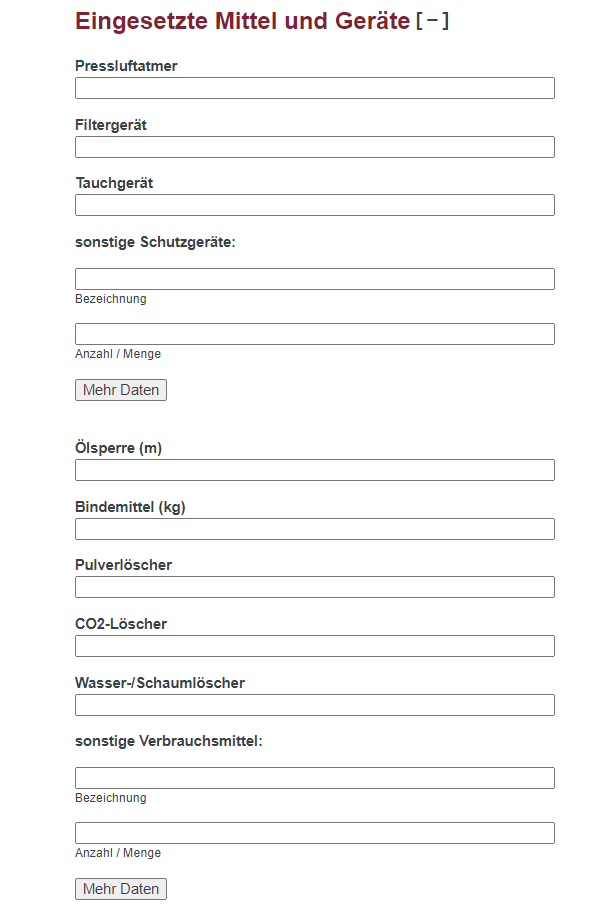 Eingesetzte Mittel und Geräte [-]
Pressluftatmer
Filtergerät
Tauchgerät
sonstige Schutzgeräte:
Bezeichnung
Anzahl / Menge
Mehr Daten
Ölsperre (m)
Bindemittel (kg)
Pulverlöscher
CO2-Löscher
Wasser-/Schaumlöscher
sonstige Verbrauchsmittel:
Bezeichnung
Anzahl / Menge
Mehr Daten